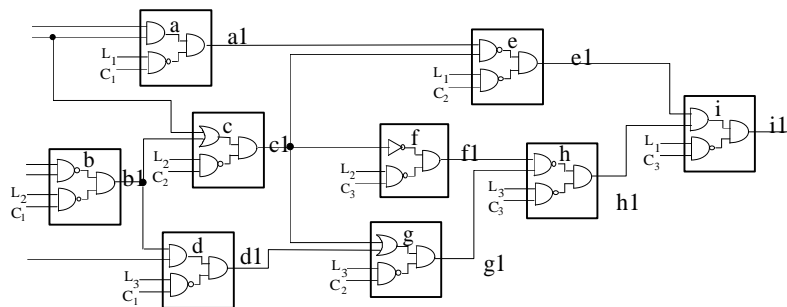 a
L₁
C₁
a1
e
L₁
C₂
e1
i
L₁
C₃
i1
c
L₂
C₂
c1
f
L₂
C₃
f1
h
L₃
C₃
h1
b
L₂
C₁
b1
d
L₃
C₁
d1
g
L₃
C₂
g1